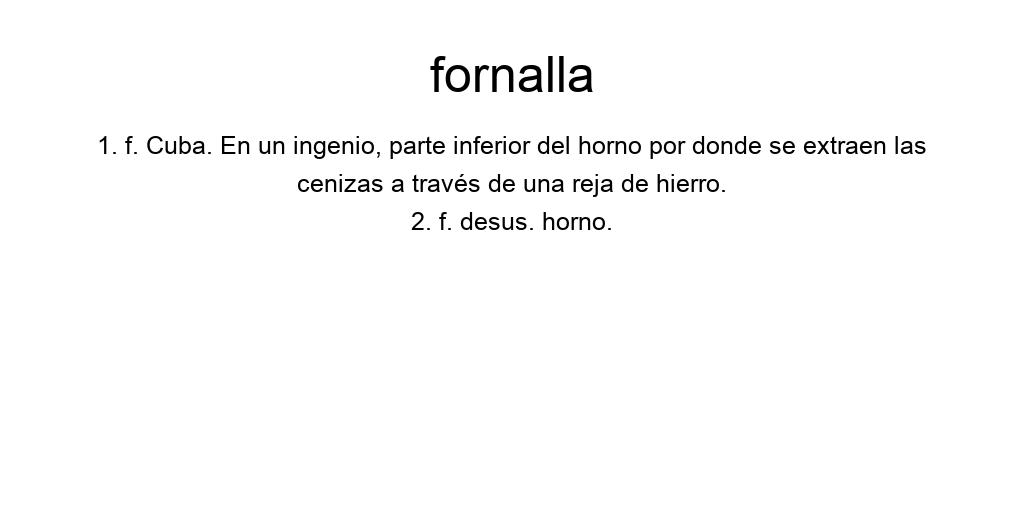 fornalla
1. f. Cuba. En un ingenio, parte inferior del horno por donde se extraen las
cenizas a través de una reja de hierro.
2. f. desus. horno.